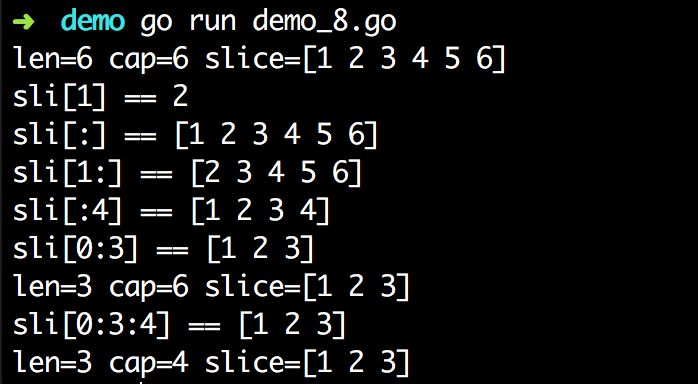 ➜ demo go run demo_8.go
len=6 cap=6 slice=[1 2 3 4 5 6]
sli[1] == 2
sli[:] == [1 2 3 4 5 6]
sli[1:] == [2 3 4 5 6]
sli[:4] == [1 2 3 4]
sli[0:3] == [1 2 3]
len=3 cap=6 slice=[1 2 3]
sli[0:3:4] == [1 2 3]
len=3 cap=4 slice=[1 2 3]